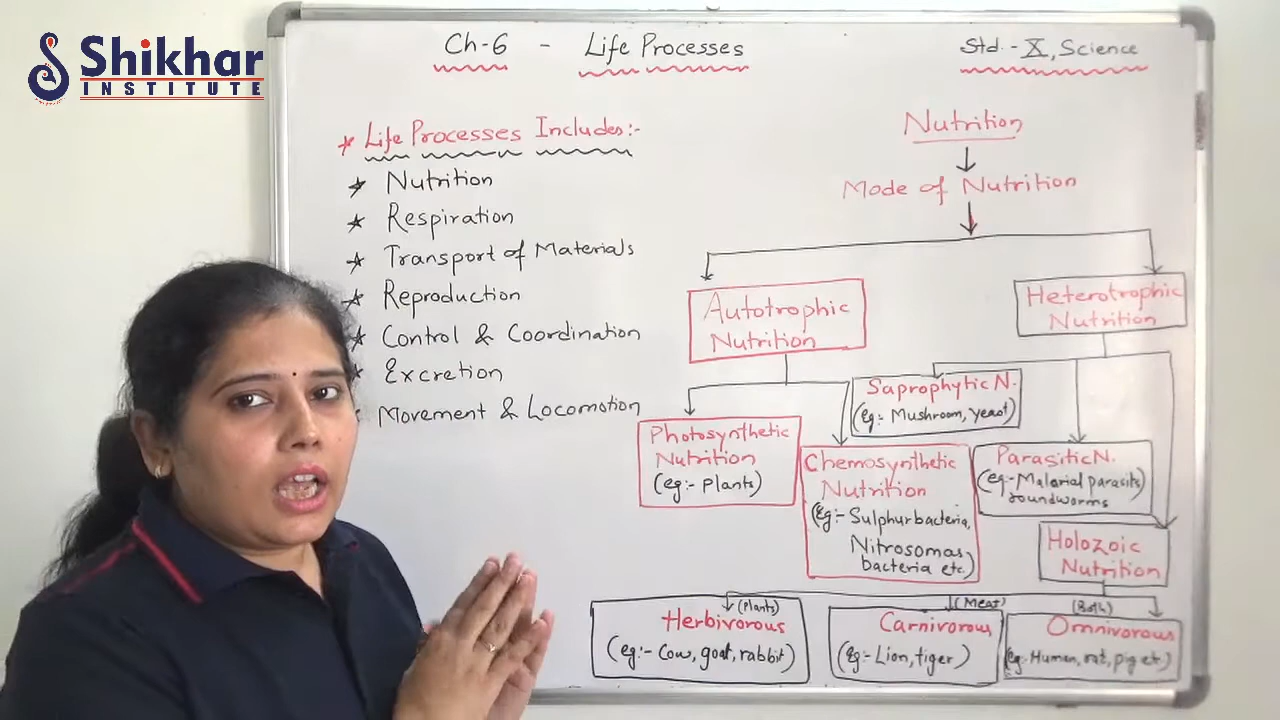 Shikhar
INSTITUTE
Ch-6 - Life Processes
Std.-X, Science
* Life Processes Includes:-
* Nutrition
* Respiration
* Transport of Materials
* Reproduction
* Control & Coordination
* Excretion
* Movement & Locomotion
Nutrition
Mode of Nutrition
Autotrophic
Nutrition
Heterotrophic
Nutrition
Photosynthetic
Nutrition
(eg:- Plants)
Chemosynthetic
Nutrition
(Eg:- Sulphurbacteria,
Nitrosomas,
bacteria etc.)
Saprophytic N.
(eg:- Mushroom, yeast)
Parasitic N.
(eg:- Malarial parasits)
roundworms
Holozoic
Nutrition
(Plants)
Herbivorous
(eg:- Cow, goat, rabbit)
(Meat)
Carnivorous
(Eg:- Lion, tiger)
(Both)
Omnivorous
(eg:- Human, rat, pig etc.)